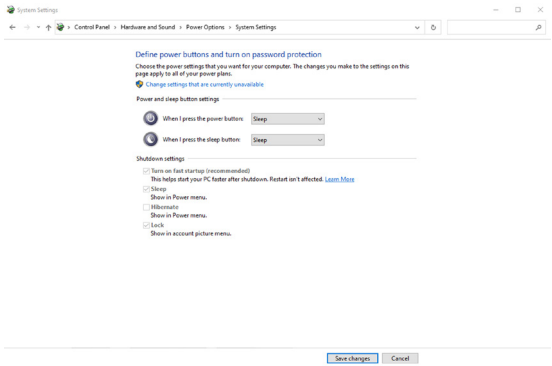 System Settings
Control Panel > Hardware and Sound > Power Options > System Settings
Define power buttons and turn on password protection
Choose the power settings that you want for your computer. The changes you make to the settings on this
page apply to all of your power plans.
Change settings that are currently unavailable
Power and sleep button settings
When I press the power button: Sleep
When I press the sleep button: Sleep
Shutdown settings
Turn on fast startup (recommended)
This helps start your PC faster after shutdown. Restart isn't affected. Learn More
Sleep
Show in Power menu.
Hibernate
Show in Power menu.
Lock
Show in account picture menu.
Save changes Cancel